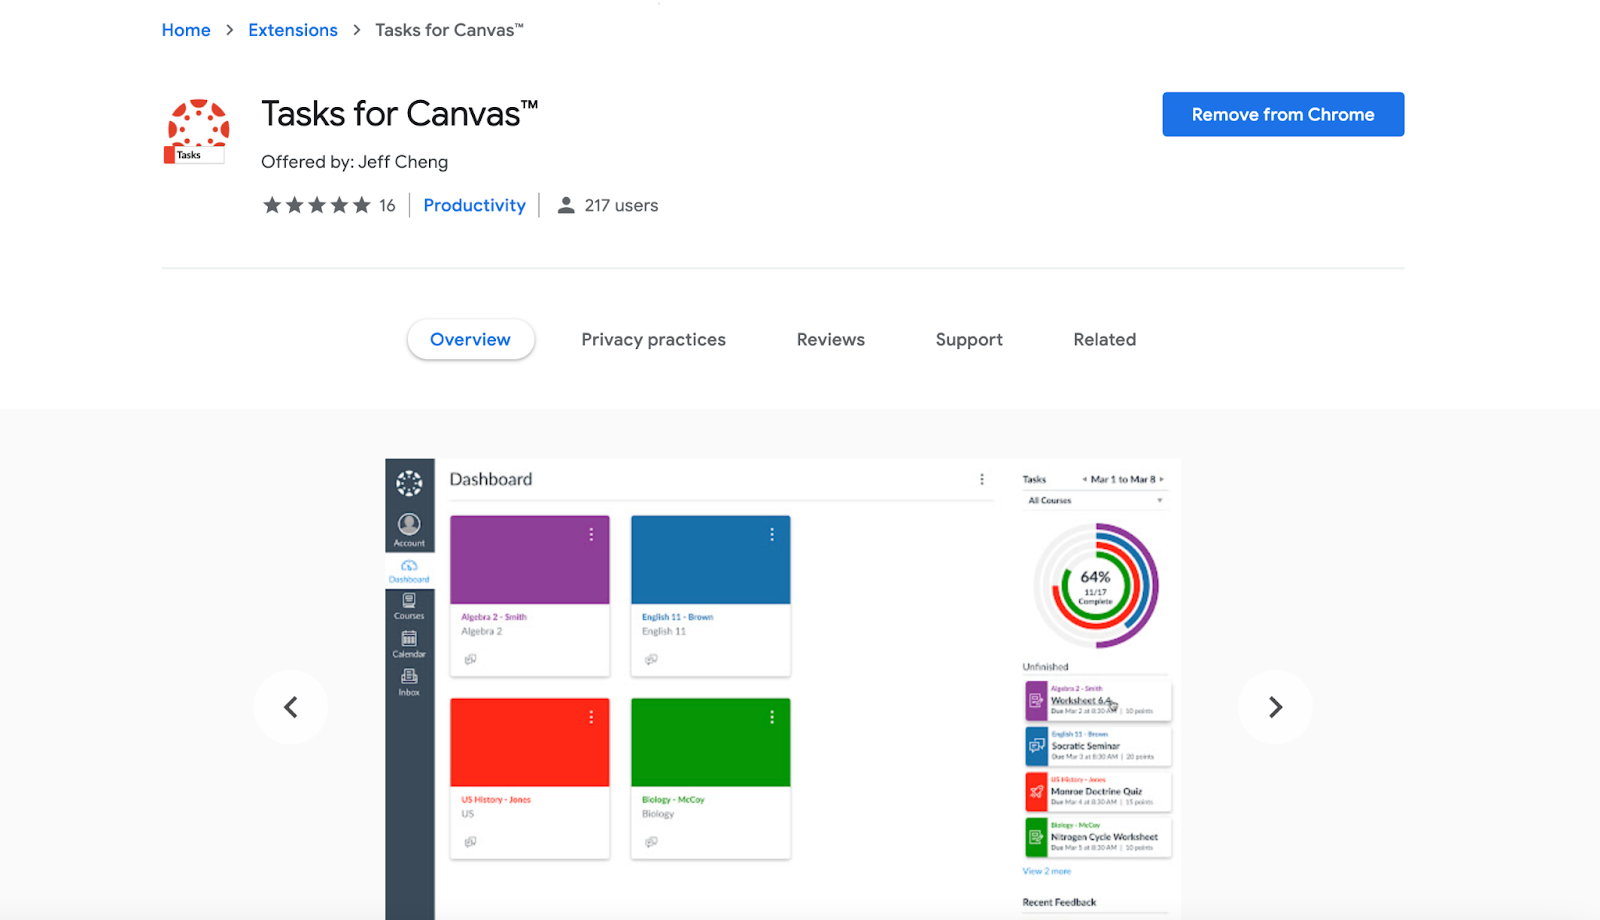 Home > Extensions > Tasks for Canvas™
Tasks
Tasks for Canvas™
Remove from Chrome
Offered by: Jeff Cheng
16 Productivity 217 users
Overview Privacy practices Reviews Support Related
Dashboard
Account
Dashboard
Courses
Calendar
Inbox
Algebra 2 - Smith
Algebra 2
English 11 - Brown
English 11
US History - Jones
US
Biology - McCoy
Biology
Tasks Mar 1 to Mar 8
All Courses
64%
11/17
Complete
Unfinished
Algebra 2 - Smith
Worksheet 6.4
Due Mar 2 at 8:30 AM | 10 points
English 11 - Brown
Socratic Seminar
Due Mar 3 at 8:30 AM | 20 points
US History - Jones
Monroe Doctrine Quiz
Due Mar 4 at 8:30 AM | 15 points
Biology - McCoy
Nitrogen Cycle Worksheet
Due Mar 5 at 8:30 AM | 10 points
View 2 more
Recent Feedback